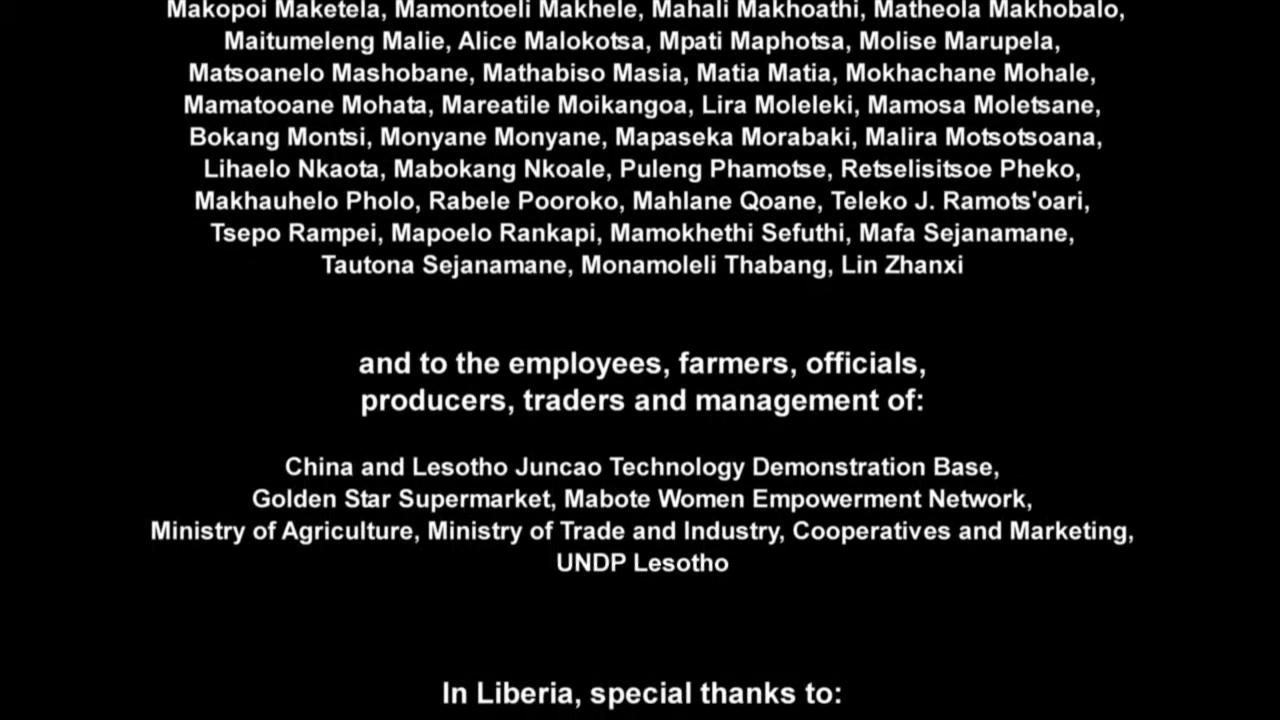 Makopoi Maketela, Mamontoeli Makhele, Mahali Makhoathi, Matheola Makhobalo,
Maitumeleng Malie, Alice Malokotsa, Mpati Maphotsa, Molise Marupela,
Matsoanelo Mashobane, Mathabiso Masia, Matia Matia, Mokhachane Mohale,
Mamatooane Mohata, Mareatile Moikangoa, Lira Moleleki, Mamosa Moletsane,
Bokang Montsi, Monyane Monyane, Mapaseka Morabaki, Malira Motsotsoana,
Lihaelo Nkaota, Mabokang Nkoale, Puleng Phamotse, Retselisitsoe Pheko,
Makhauhelo Pholo, Rabele Pooroko, Mahlane Qoane, Teleko J. Ramots'oari,
Tsepo Rampei, Mapoelo Rankapi, Mamokhethi Sefuthi, Mafa Sejanamane,
Tautona Sejanamane, Monamoleli Thabang, Lin Zhanxi
and to the employees, farmers, officials,
producers, traders and management of:
China and Lesotho Juncao Technology Demonstration Base,
Golden Star Supermarket, Mabote Women Empowerment Network,
Ministry of Agriculture, Ministry of Trade and Industry, Cooperatives and Marketing,
UNDP Lesotho
In Liberia, special thanks to: